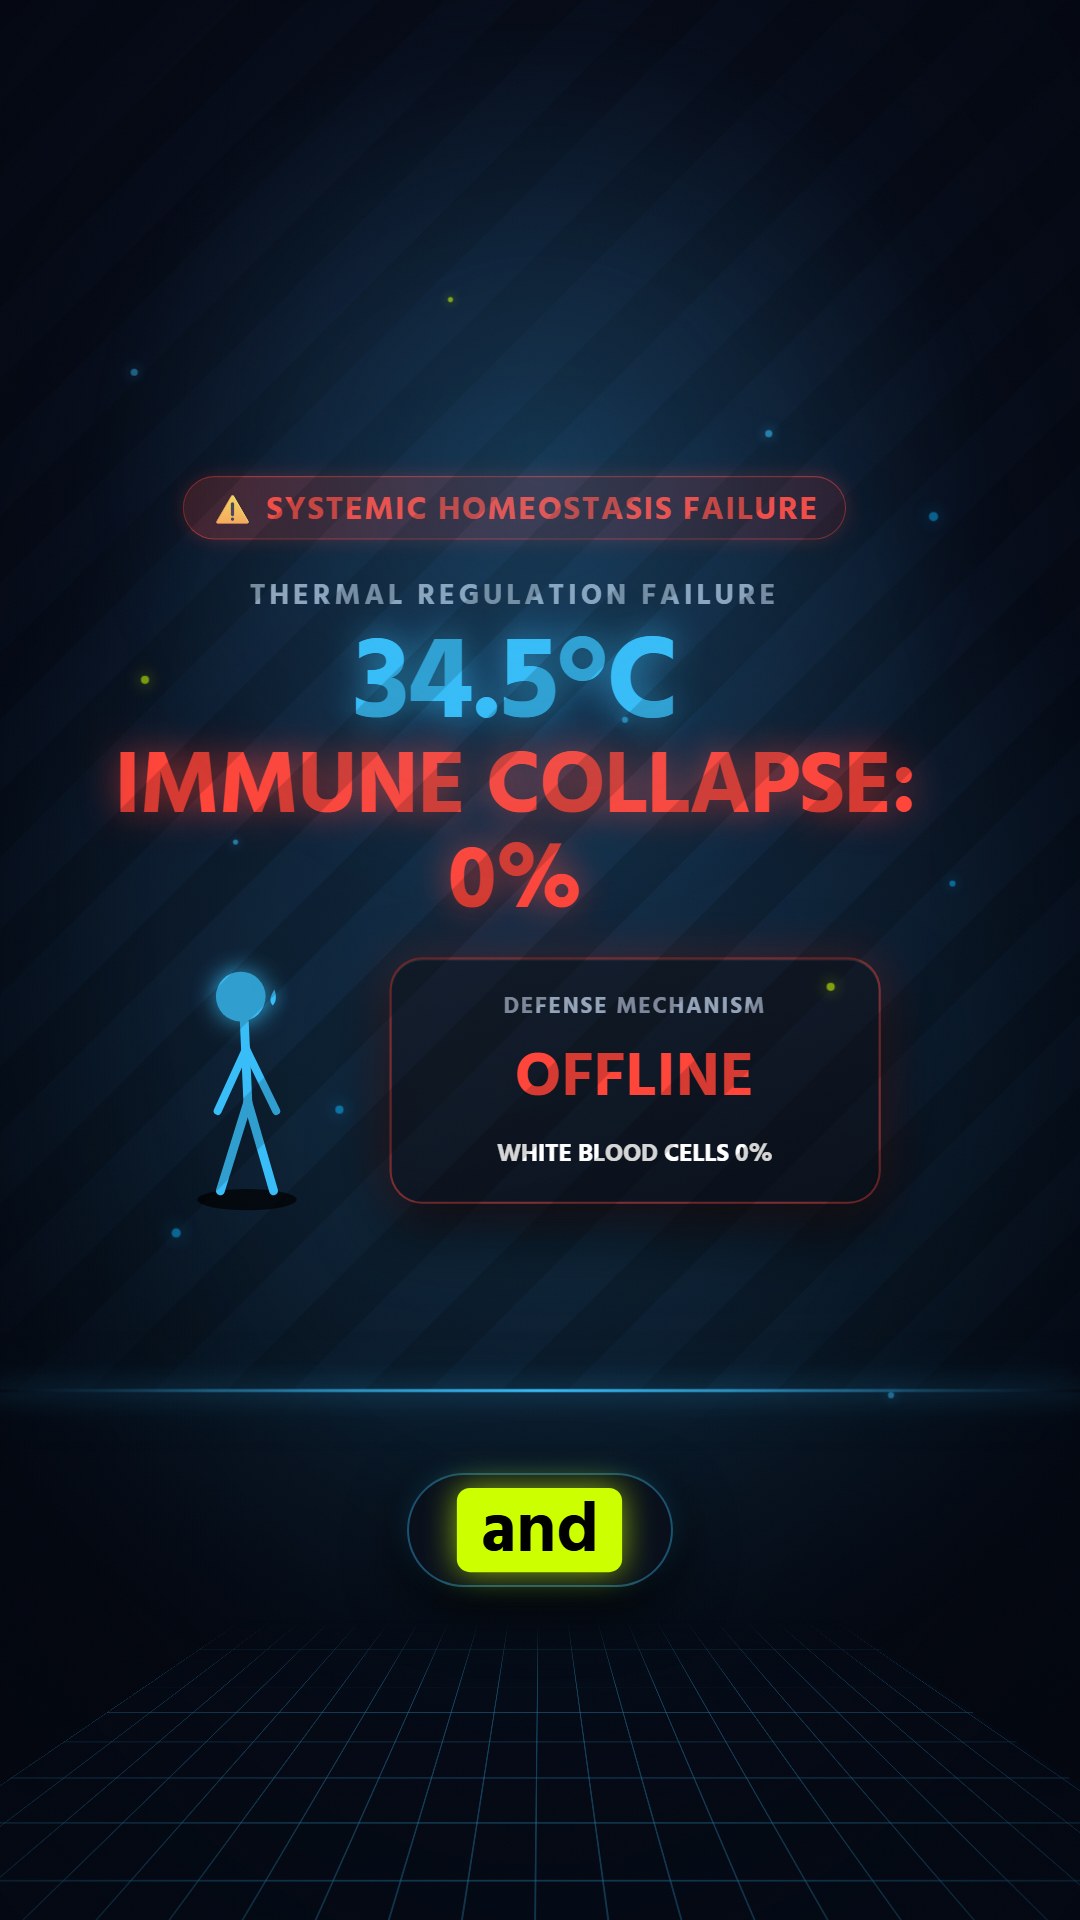 ⚠ SYSTEMIC HOMEOSTASIS FAILURE
THERMAL REGULATION FAILURE
34.5°C
IMMUNE COLLAPSE:
0%
DEFENSE MECHANISM
OFFLINE
WHITE BLOOD CELLS 0%
and